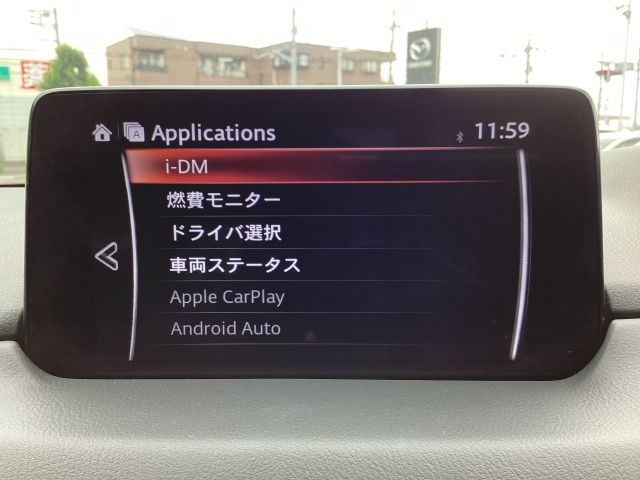 Applications
11:59
i-DM
燃費モニター
ドライバ選択
車両ステータス
Apple CarPlay
Android Auto